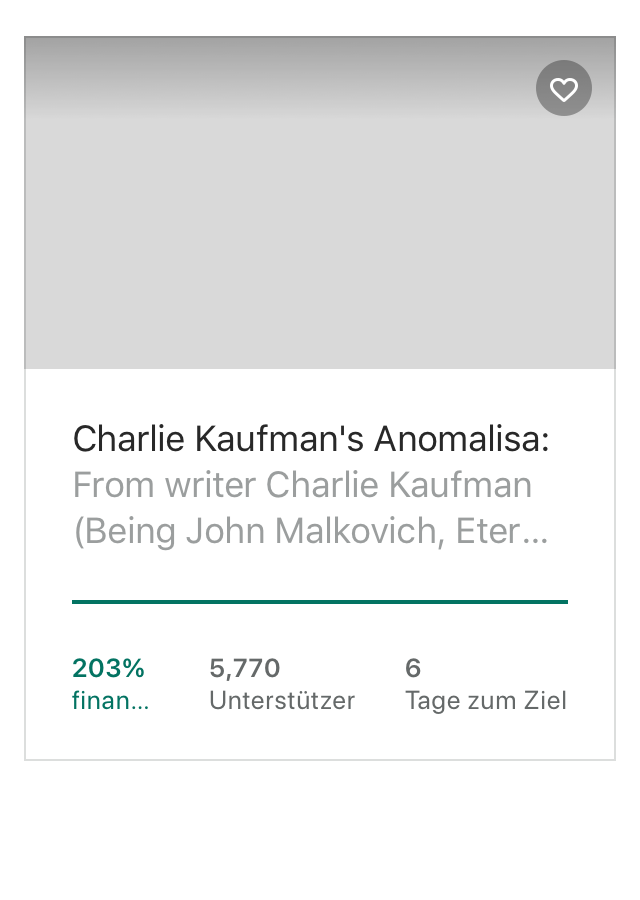 Charlie Kaufman's Anomalisa:
From writer Charlie Kaufman
(Being John Malkovich, Eter...
203%
finan...
5,770
Unterstützer
6
Tage zum Ziel